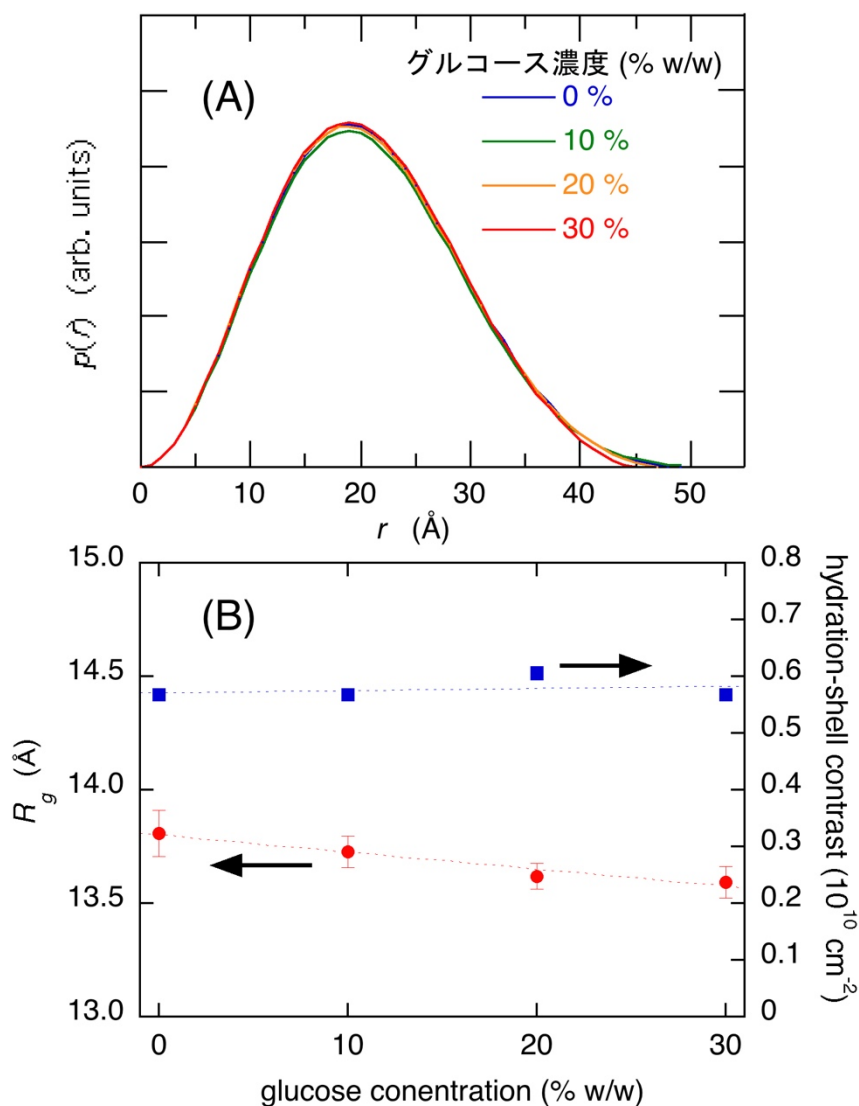 グルコース濃度 (% w/w)
(A)
0 %
10 %
20 %
30 %
p(r) (arb. units)
0 10 20 30 40 50
r (Å)
15.0 0.8
(B)
0.7
14.5 0.6
0.5
14.0 0.4
0.3
13.5 0.2
0.1
13.0 0
Rg (Å)
hydration-shell contrast (10^10 cm^-2)
0 10 20 30
glucose conentration (% w/w)